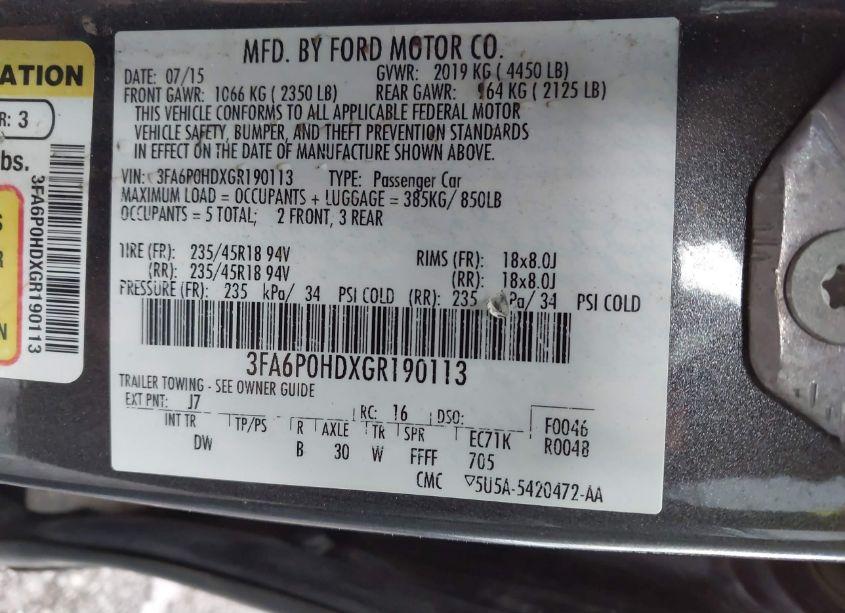 ATION
R: 3
bs.
S
R
N
3FA6P0HDXGR190113
MFD. BY FORD MOTOR CO.
DATE: 07/15 GVWR: 2019 KG ( 4450 LB)
FRONT GAWR: 1066 KG ( 2350 LB) REAR GAWR: 964 KG ( 2125 LB)
THIS VEHICLE CONFORMS TO ALL APPLICABLE FEDERAL MOTOR
VEHICLE SAFETY, BUMPER, AND THEFT PREVENTION STANDARDS
IN EFFECT ON THE DATE OF MANUFACTURE SHOWN ABOVE.
VIN: 3FA6P0HDXGR190113 TYPE: Passenger Car
MAXIMUM LOAD = OCCUPANTS + LUGGAGE = 385KG/ 850LB
OCCUPANTS = 5 TOTAL; 2 FRONT, 3 REAR
TIRE (FR): 235/45R18 94V RIMS (FR): 18x8.0J
(RR): 235/45R18 94V (RR): 18x8.0J
PRESSURE (FR): 235 kPa/ 34 PSI COLD (RR): 235 kPa/ 34 PSI COLD
3FA6P0HDXGR190113
TRAILER TOWING - SEE OWNER GUIDE
EXT PNT: J7 RC: 16 DSO: F0046
INT TR TP/PS R AXLE TR SPR EC71K R0048
DW B 30 W FFFF 705
CMC ▽5U5A-5420472-AA